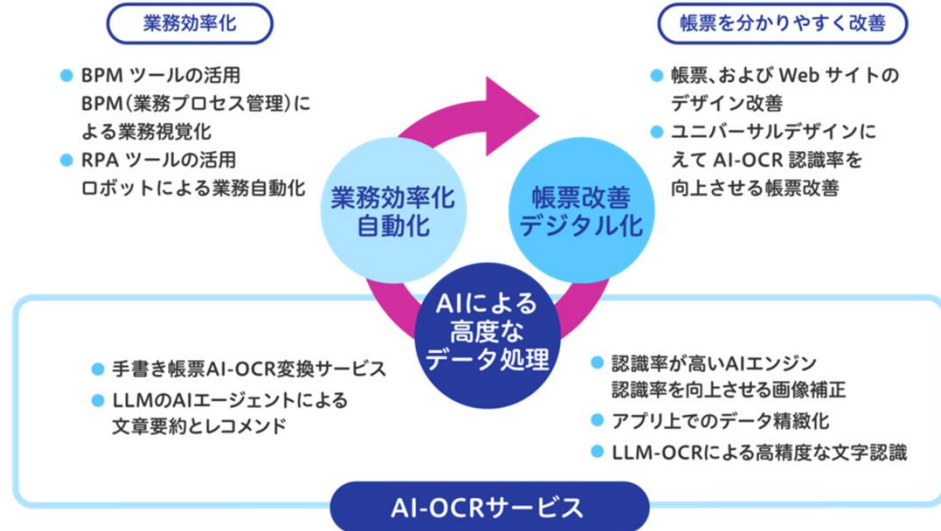 業務効率化
BPM ツールの活用
BPM(業務プロセス管理)に
よる業務視覚化
RPA ツールの活用
ロボットによる業務自動化
帳票を分かりやすく改善
帳票、および Web サイトの
デザイン改善
ユニバーサルデザインに
えて AI-OCR 認識率を
向上させる帳票改善
業務効率化
自動化
帳票改善
デジタル化
AIによる
高度な
データ処理
手書き帳票AI-OCR変換サービス
LLMのAIエージェントによる
文章要約とレコメンド
認識率が高いAIエンジン
認識率を向上させる画像補正
アプリ上でのデータ精緻化
LLM-OCRによる高精度な文字認識
AI-OCRサービス